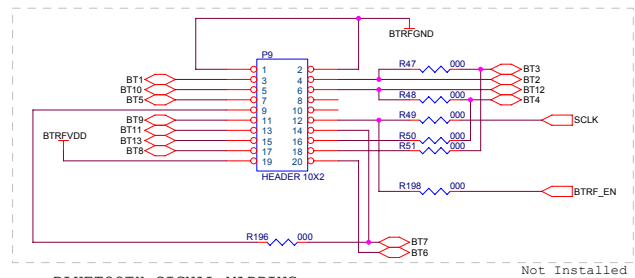 BTRFGND
P9
R47 000
1 2 BT3
BT1 3 4 BT2
BT10 5 6 BT12
R48 000
BT5 7 8 BT4
9 10 R49 000
BT9 11 12 SCLK
BTRFVDD BT11 13 14
BT13 15 16 R50 000
BT8 17 18 R51 000
19 20
HEADER 10X2
R198 000
BTRF_EN
R196 000
BT7
BT6
Not Installed